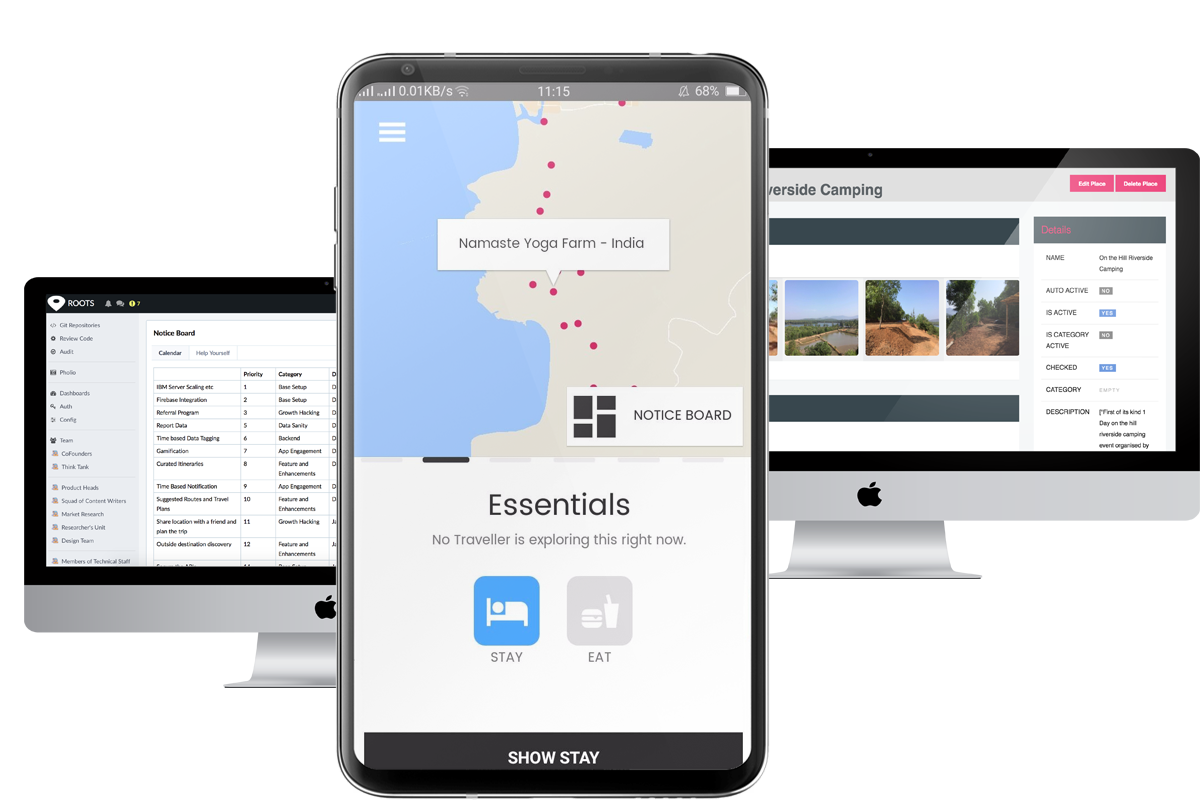 0.01KB/s
11:15
68%
Namaste Yoga Farm - India
NOTICE BOARD
Essentials
No Traveller is exploring this right now.
STAY
EAT
SHOW STAY
ROOTS
7
Git Repositories
Review Code
Audit
Pholio
Dashboards
Auth
Config
Team
CoFounders
Think Tank
Product Heads
Squad of Content Writers
Market Research
Researcher's Unit
Design Team
Members of Technical Staff
Notice Board
Calendar
Help Yourself
Priority Category
IBM Server Scaling etc 1 Base Setup
Firebase Integration 2 Base Setup
Referral Program 3 Growth Hacking
Report Data 5 Data Sanity
Time based Data Tagging 6 Backend
Gamification 7 App Engagement
Curated Itineraries 8 Feature and
Enhancements
Time Based Notification 9 App Engagement
Suggested Routes and Travel 10 Feature and
Plans Enhancements
Share location with a friend and 11 Growth Hacking
plan the trip
Outside destination discovery 12 Feature and
Enhancements
verside Camping
Edit Place
Delete Place
Details
NAME On the Hill Riverside
Camping
AUTO ACTIVE NO
IS ACTIVE YES
IS CATEGORY NO
ACTIVE
CHECKED YES
CATEGORY EMPTY
DESCRIPTION ["First of its kind 1
Day on the hill
riverside camping
event organised by